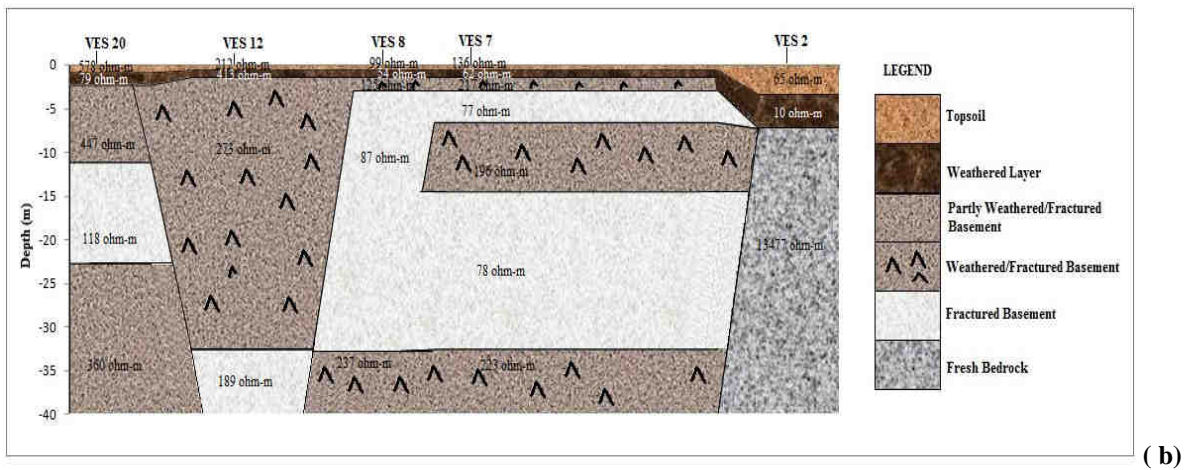 VES 20 VES 12 VES 8 VES 7 VES 2
0
-5
-10
-15
-20
-25
-30
-35
-40
Depth (m)
578 ohm-m
79 ohm-m
447 ohm-m
118 ohm-m
360 ohm-m
212 ohm-m
413 ohm-m
273 ohm-m
189 ohm-m
99 ohm-m
54 ohm-m
87 ohm-m
237 ohm-m
136 ohm-m
62 ohm-m
77 ohm-m
196 ohm-m
78 ohm-m
223 ohm-m
65 ohm-m
10 ohm-m
13477 ohm-m
LEGEND
Topsoil
Weathered Layer
Partly Weathered/Fractured
Basement
Weathered/Fractured Basement
Fractured Basement
Fresh Bedrock
( b)